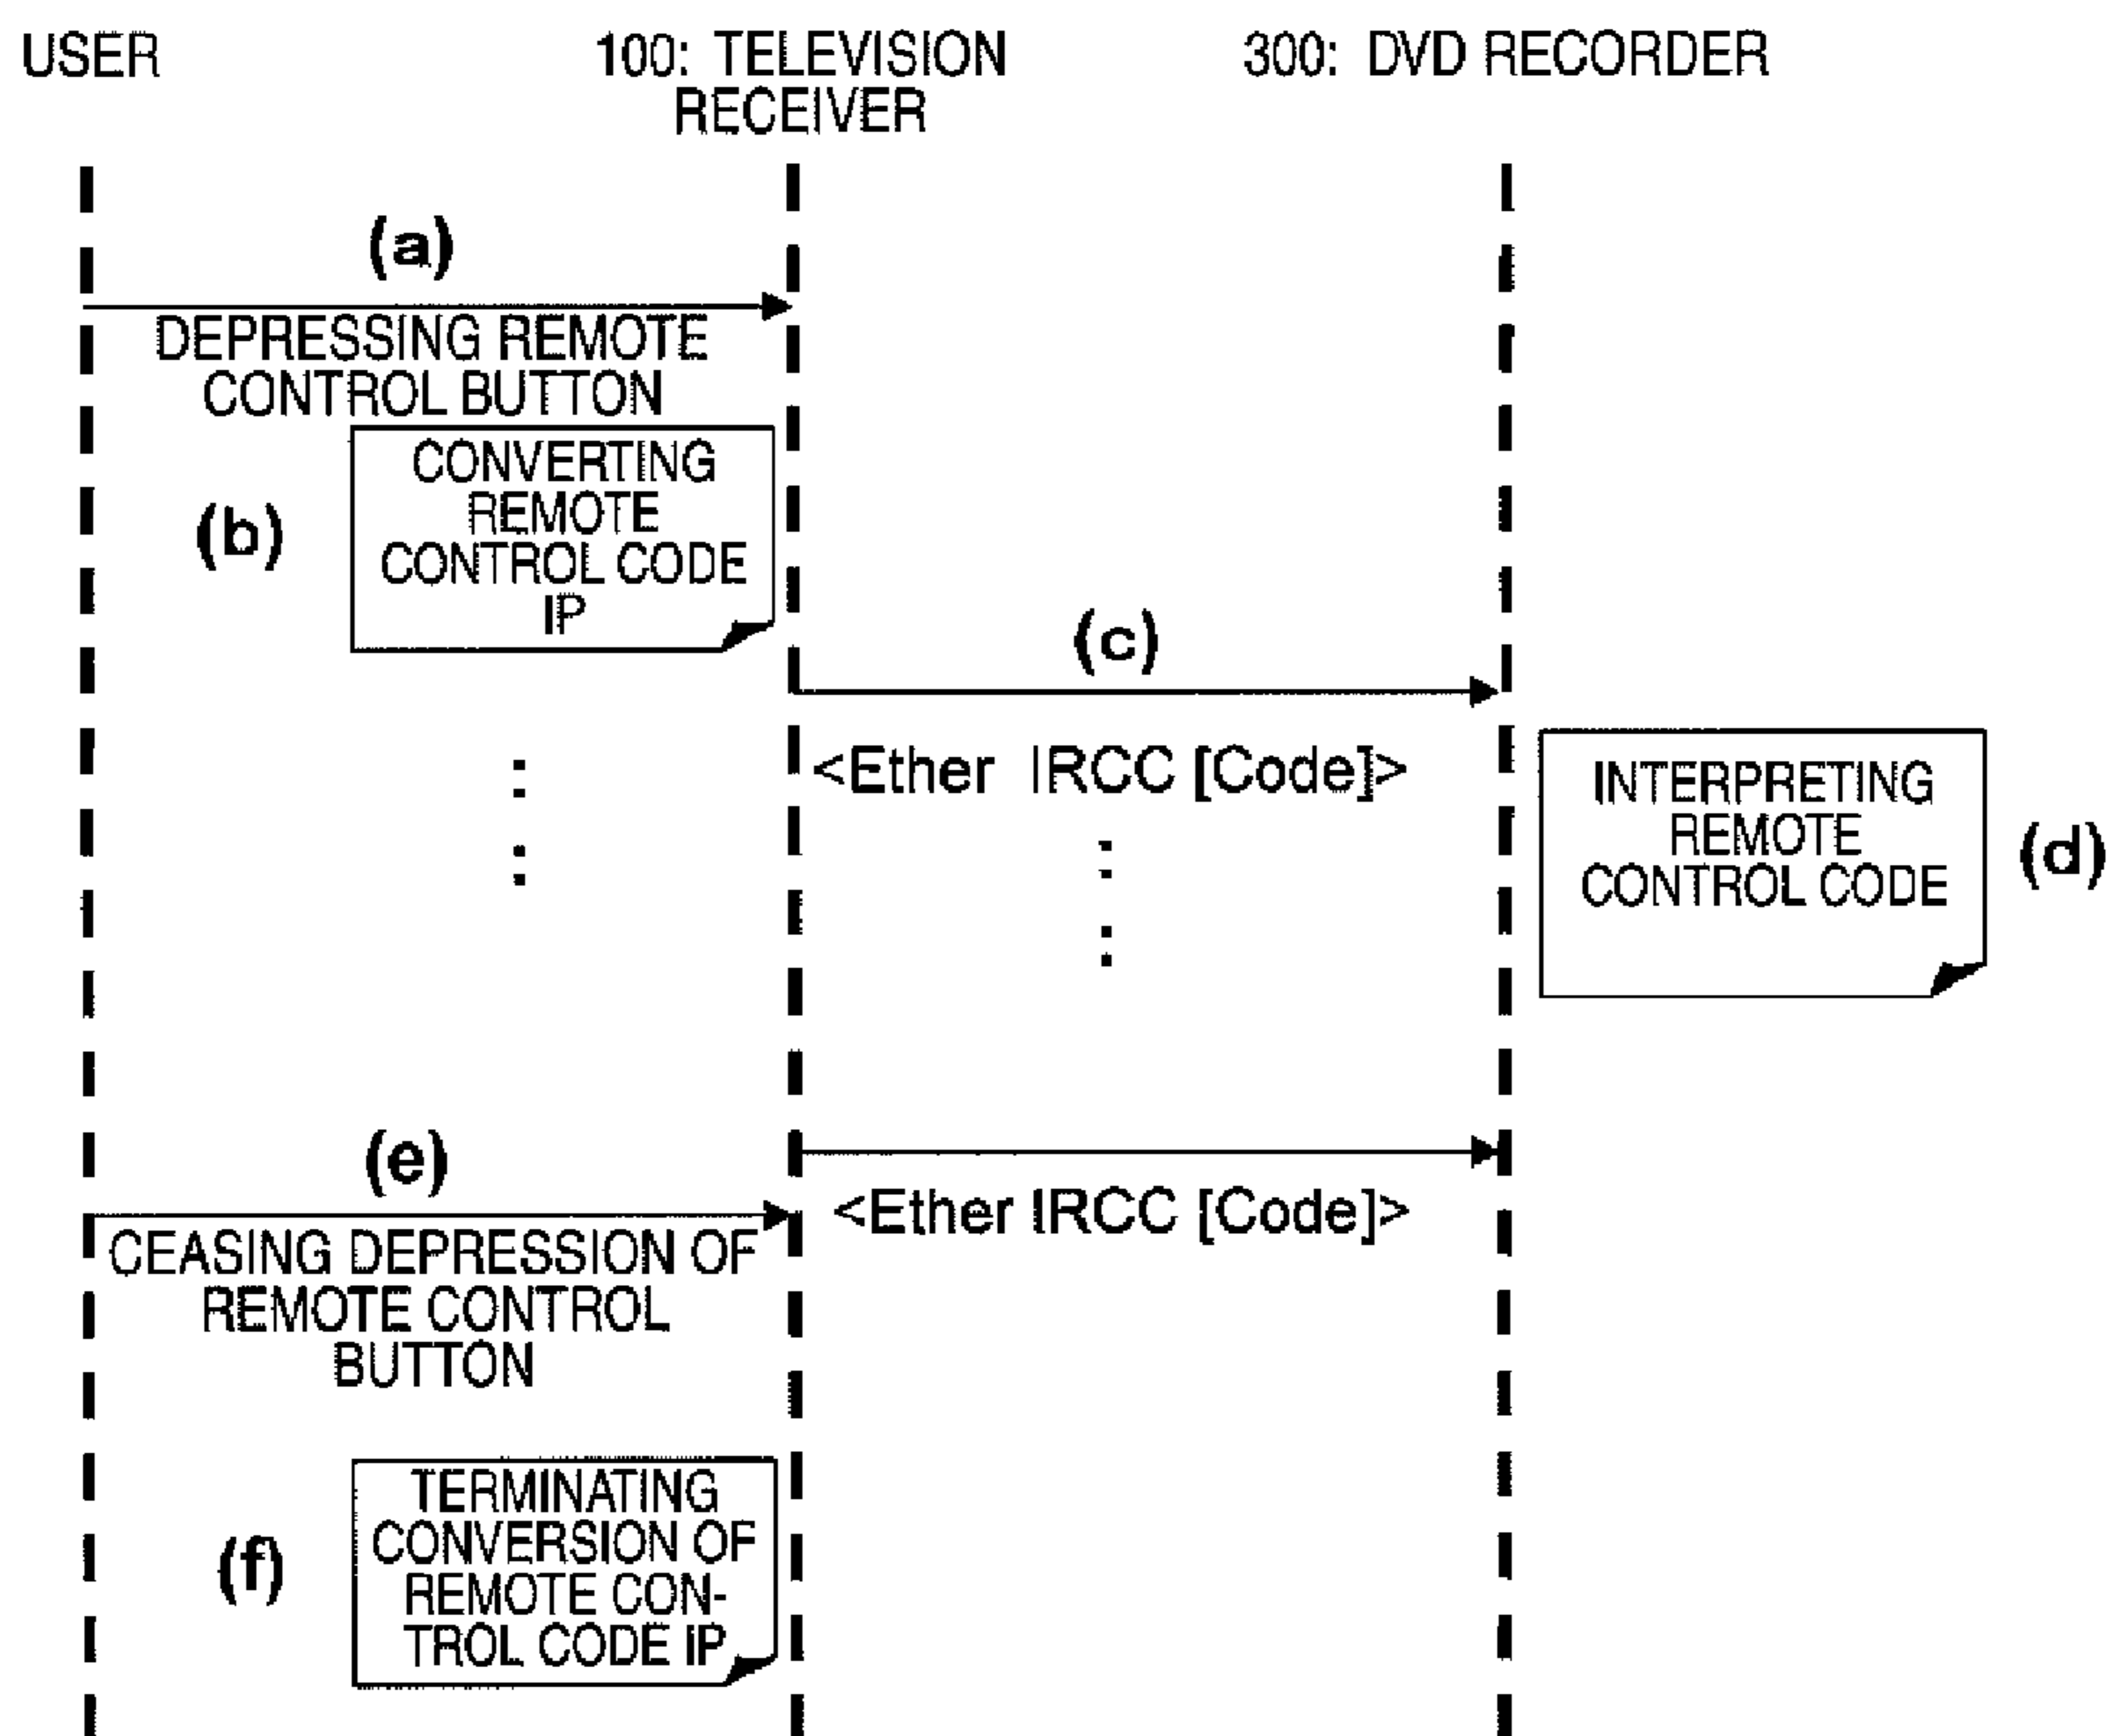 USER
100: TELEVISION
RECEIVER
300: DVD RECORDER
(a)
DEPRESSING REMOTE
CONTROL BUTTON
(b)
CONVERTING
REMOTE
CONTROL CODE
IP
(c)
<Ether IRCC [Code]>
INTERPRETING
REMOTE
CONTROL CODE
(d)
(e)
CEASING DEPRESSION OF
REMOTE CONTROL
BUTTON
<Ether IRCC [Code]>
(f)
TERMINATING
CONVERSION OF
REMOTE CON-
TROL CODE IP